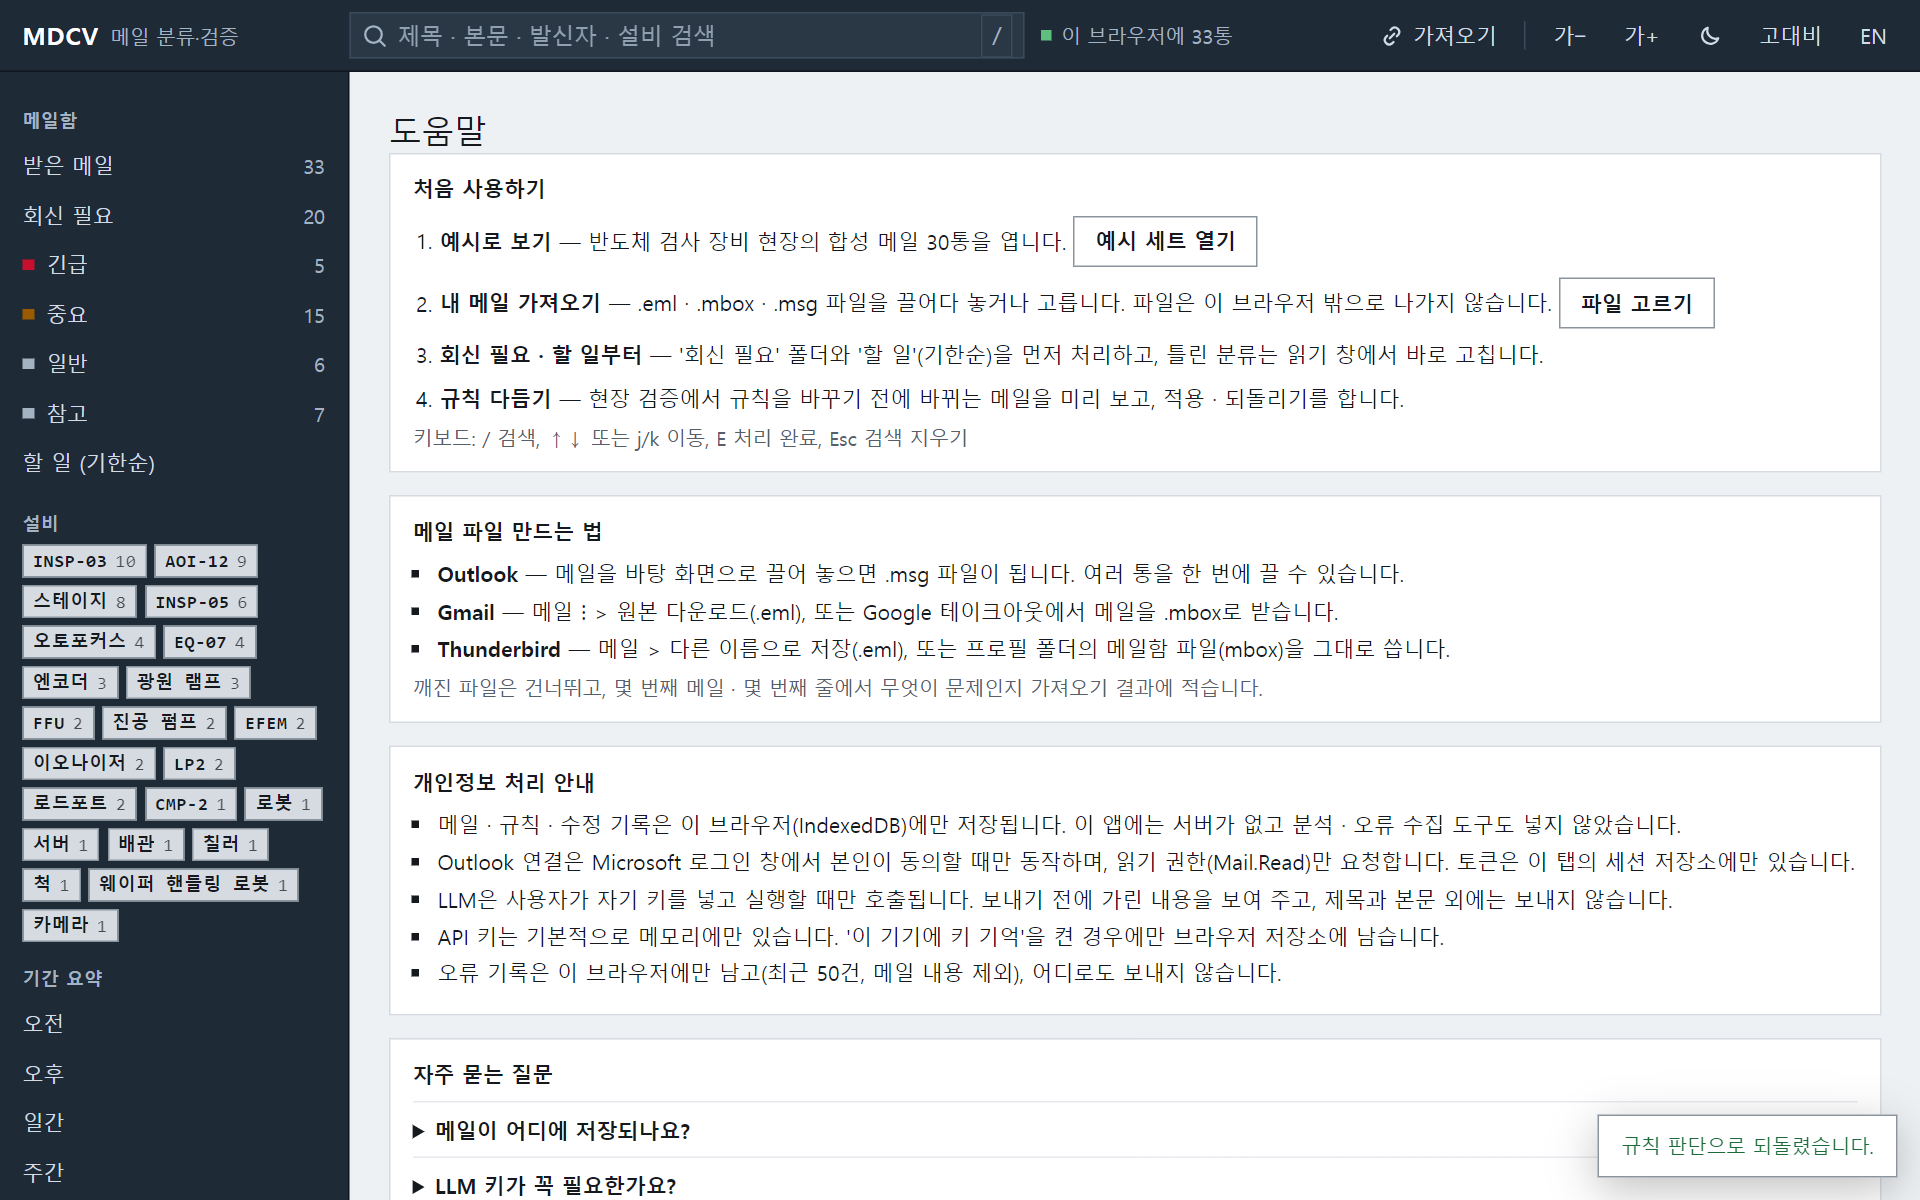 MDCV 메일 분류·검증
제목 · 본문 · 발신자 · 설비 검색 /
이 브라우저에 33통
가져오기
가−
가+
고대비
EN
메일함
받은 메일 33
회신 필요 20
긴급 5
중요 15
일반 6
참고 7
할 일 (기한순)
설비
INSP-03 10 AOI-12 9
스테이지 8 INSP-05 6
오토포커스 4 EQ-07 4
엔코더 3 광원 램프 3
FFU 2 진공 펌프 2 EFEM 2
이오나이저 2 LP2 2
로드포트 2 CMP-2 1 로봇 1
서버 1 배관 1 칠러 1
척 1 웨이퍼 핸들링 로봇 1
카메라 1
기간 요약
오전
오후
일간
주간
도움말
처음 사용하기
1. 예시로 보기 — 반도체 검사 장비 현장의 합성 메일 30통을 엽니다. 예시 세트 열기
2. 내 메일 가져오기 — .eml · .mbox · .msg 파일을 끌어다 놓거나 고릅니다. 파일은 이 브라우저 밖으로 나가지 않습니다. 파일 고르기
3. 회신 필요 · 할 일부터 — '회신 필요' 폴더와 '할 일'(기한순)을 먼저 처리하고, 틀린 분류는 읽기 창에서 바로 고칩니다.
4. 규칙 다듬기 — 현장 검증에서 규칙을 바꾸기 전에 바뀌는 메일을 미리 보고, 적용 · 되돌리기를 합니다.
키보드: / 검색, ↑ ↓ 또는 j/k 이동, E 처리 완료, Esc 검색 지우기
메일 파일 만드는 법
▪ Outlook — 메일을 바탕 화면으로 끌어 놓으면 .msg 파일이 됩니다. 여러 통을 한 번에 끌 수 있습니다.
▪ Gmail — 메일 ⋮ > 원본 다운로드(.eml), 또는 Google 테이크아웃에서 메일을 .mbox로 받습니다.
▪ Thunderbird — 메일 > 다른 이름으로 저장(.eml), 또는 프로필 폴더의 메일함 파일(mbox)을 그대로 씁니다.
깨진 파일은 건너뛰고, 몇 번째 메일 · 몇 번째 줄에서 무엇이 문제인지 가져오기 결과에 적습니다.
개인정보 처리 안내
▪ 메일 · 규칙 · 수정 기록은 이 브라우저(IndexedDB)에만 저장됩니다. 이 앱에는 서버가 없고 분석 · 오류 수집 도구도 넣지 않았습니다.
▪ Outlook 연결은 Microsoft 로그인 창에서 본인이 동의할 때만 동작하며, 읽기 권한(Mail.Read)만 요청합니다. 토큰은 이 탭의 세션 저장소에만 있습니다.
▪ LLM은 사용자가 자기 키를 넣고 실행할 때만 호출됩니다. 보내기 전에 가린 내용을 보여 주고, 제목과 본문 외에는 보내지 않습니다.
▪ API 키는 기본적으로 메모리에만 있습니다. '이 기기에 키 기억'을 켠 경우에만 브라우저 저장소에 남습니다.
▪ 오류 기록은 이 브라우저에만 남고(최근 50건, 메일 내용 제외), 어디로도 보내지 않습니다.
자주 묻는 질문
▶ 메일이 어디에 저장되나요?
▶ LLM 키가 꼭 필요한가요?
규칙 판단으로 되돌렸습니다.